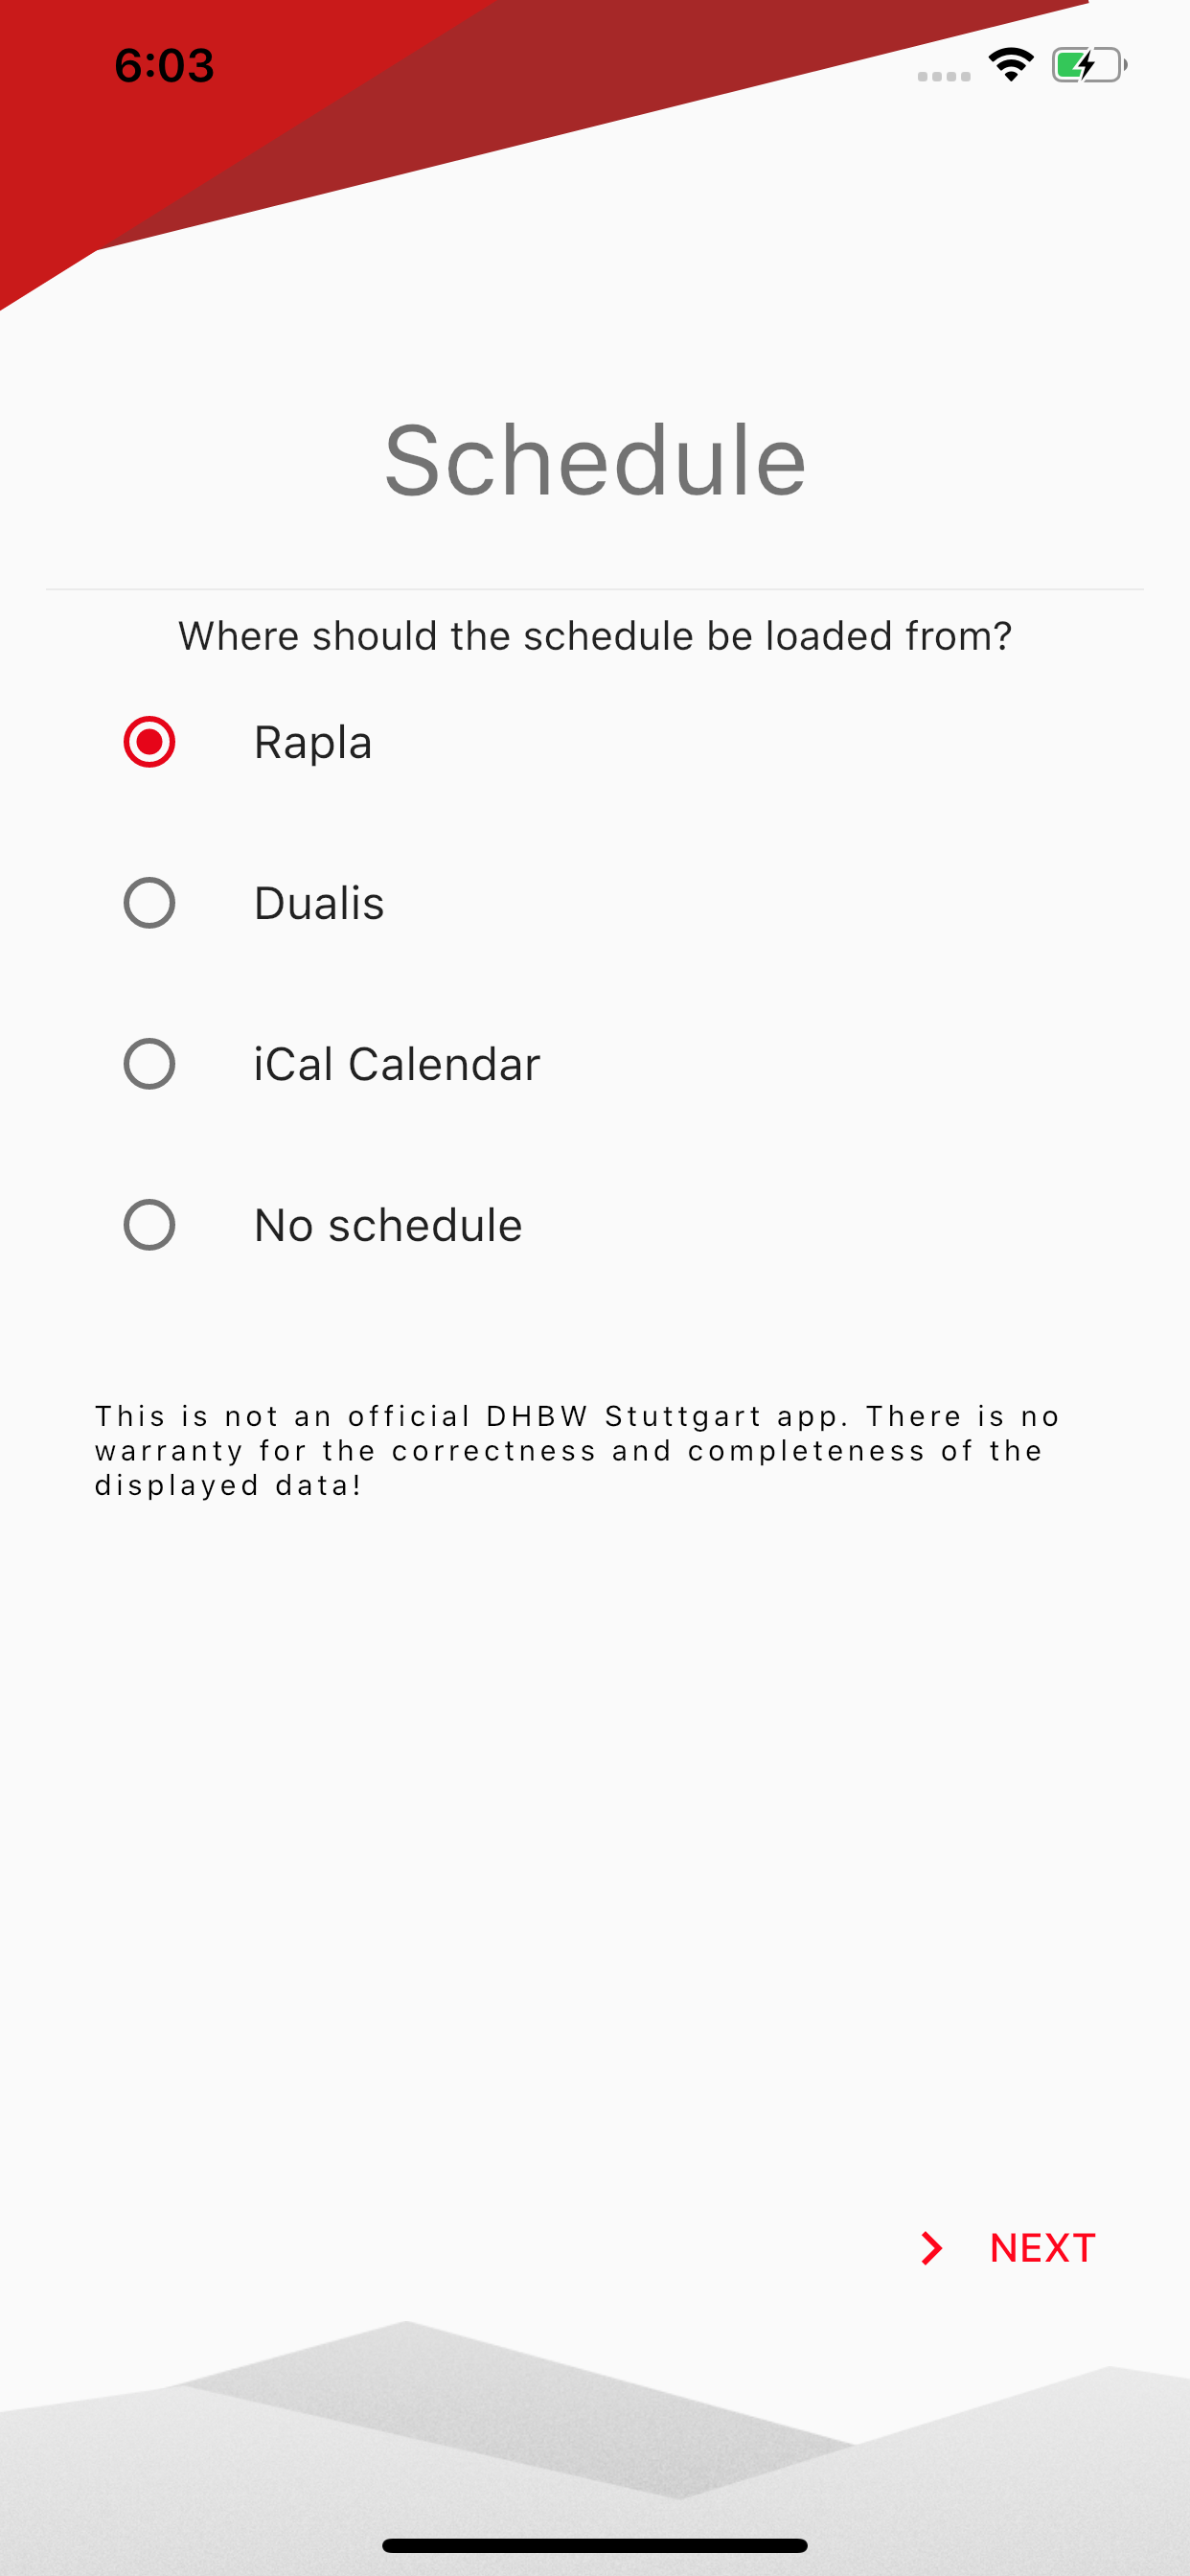 6:03
Schedule
Where should the schedule be loaded from?
Rapla
Dualis
iCal Calendar
No schedule
This is not an official DHBW Stuttgart app. There is no
warranty for the correctness and completeness of the
displayed data!
NEXT